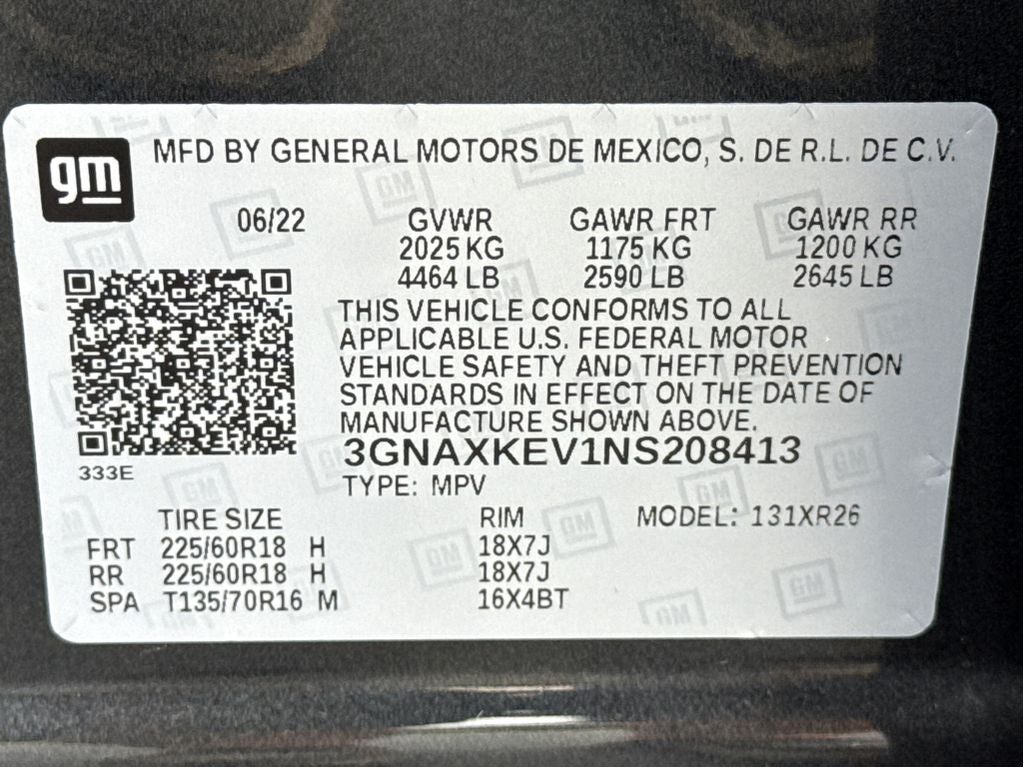 gm
MFD BY GENERAL MOTORS DE MEXICO, S. DE R.L. DE C.V.
06/22 GVWR GAWR FRT GAWR RR
2025 KG 1175 KG 1200 KG
4464 LB 2590 LB 2645 LB
THIS VEHICLE CONFORMS TO ALL
APPLICABLE U.S. FEDERAL MOTOR
VEHICLE SAFETY AND THEFT PREVENTION
STANDARDS IN EFFECT ON THE DATE OF
MANUFACTURE SHOWN ABOVE.
3GNAXKEV1NS208413
333E
TYPE: MPV
TIRE SIZE RIM MODEL: 131XR26
FRT 225/60R18 H 18X7J
RR 225/60R18 H 18X7J
SPA T135/70R16 M 16X4BT